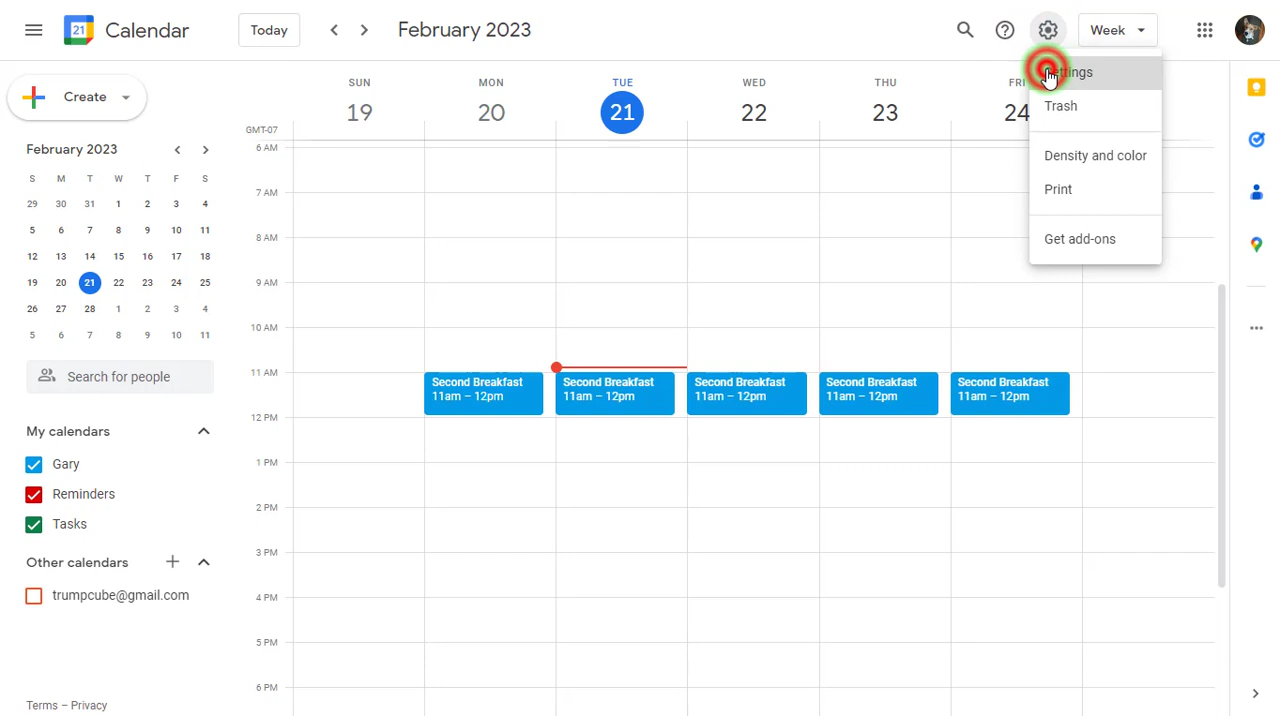 21
Calendar
Today
February 2023
Week
Settings
Trash
Density and color
Print
Get add-ons
Create
SUN MON TUE WED THU FRI
19 20 21 22 23 24
GMT-07
February 2023
S M T W T F S
29 30 31 1 2 3 4
5 6 7 8 9 10 11
12 13 14 15 16 17 18
19 20 21 22 23 24 25
26 27 28 1 2 3 4
5 6 7 8 9 10 11
Search for people
My calendars
Gary
Reminders
Tasks
Other calendars
trumpcube@gmail.com
Terms – Privacy
6 AM
7 AM
8 AM
9 AM
10 AM
11 AM
Second Breakfast Second Breakfast Second Breakfast Second Breakfast Second Breakfast
11am – 12pm 11am – 12pm 11am – 12pm 11am – 12pm 11am – 12pm
12 PM
1 PM
2 PM
3 PM
4 PM
5 PM
6 PM